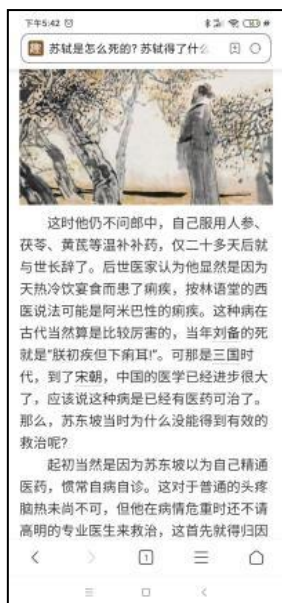 下午5:42
苏轼是怎么死的?苏轼得了什么
这时他仍不问郎中，自己服用人参、
茯苓、黄芪等温补补药，仅二十多天后就
与世长辞了。后世医家认为他显然是因为
天热冷饮宴食而患了痢疾，按林语堂的西
医说法可能是阿米巴性的痢疾。这种病在
古代当然算是比较厉害的，当年刘备的死
就是“朕初疾但下痢耳!”。可那是三国时
代，到了宋朝，中国的医学已经进步很大
了，应该说这种病是已经有医药可治了。
那么，苏东坡当时为什么没能得到有效的
救治呢?
起初当然是因为苏东坡以为自己精通
医药，惯常自病自诊。这对于普通的头疼
脑热未尚不可，但他在病情危重时还不请
高明的专业医生来救治，这首先就得归因
1